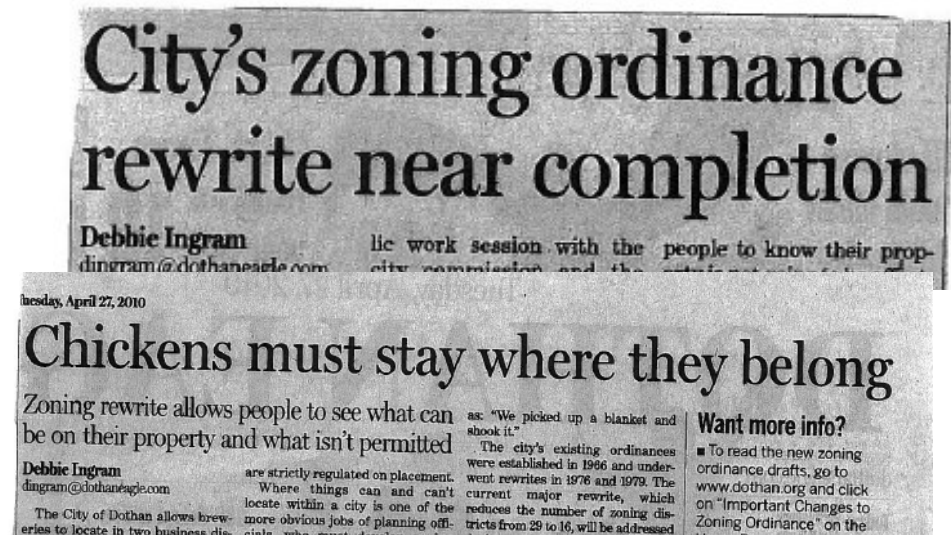 City's zoning ordinance
rewrite near completion
Debbie Ingram
dingram@dothaneagle.com
lic work session with the
city commission and the
people to know their prop-
Tuesday, April 27, 2010
Chickens must stay where they belong
Zoning rewrite allows people to see what can
be on their property and what isn't permitted
Debbie Ingram
dingram@dothaneagle.com
The City of Dothan allows brew-
eries to locate in two business dis-
are strictly regulated on placement.
Where things can and can't
locate within a city is one of the
more obvious jobs of planning offi-
as: "We picked up a blanket and
shook it."
The city's existing ordinances
were established in 1966 and under-
went rewrites in 1976 and 1979. The
current major rewrite, which
reduces the number of zoning dis-
tricts from 29 to 16, will be addressed
Want more info?
■ To read the new zoning
ordinance drafts, go to
www.dothan.org and click
on "Important Changes to
Zoning Ordinance" on the